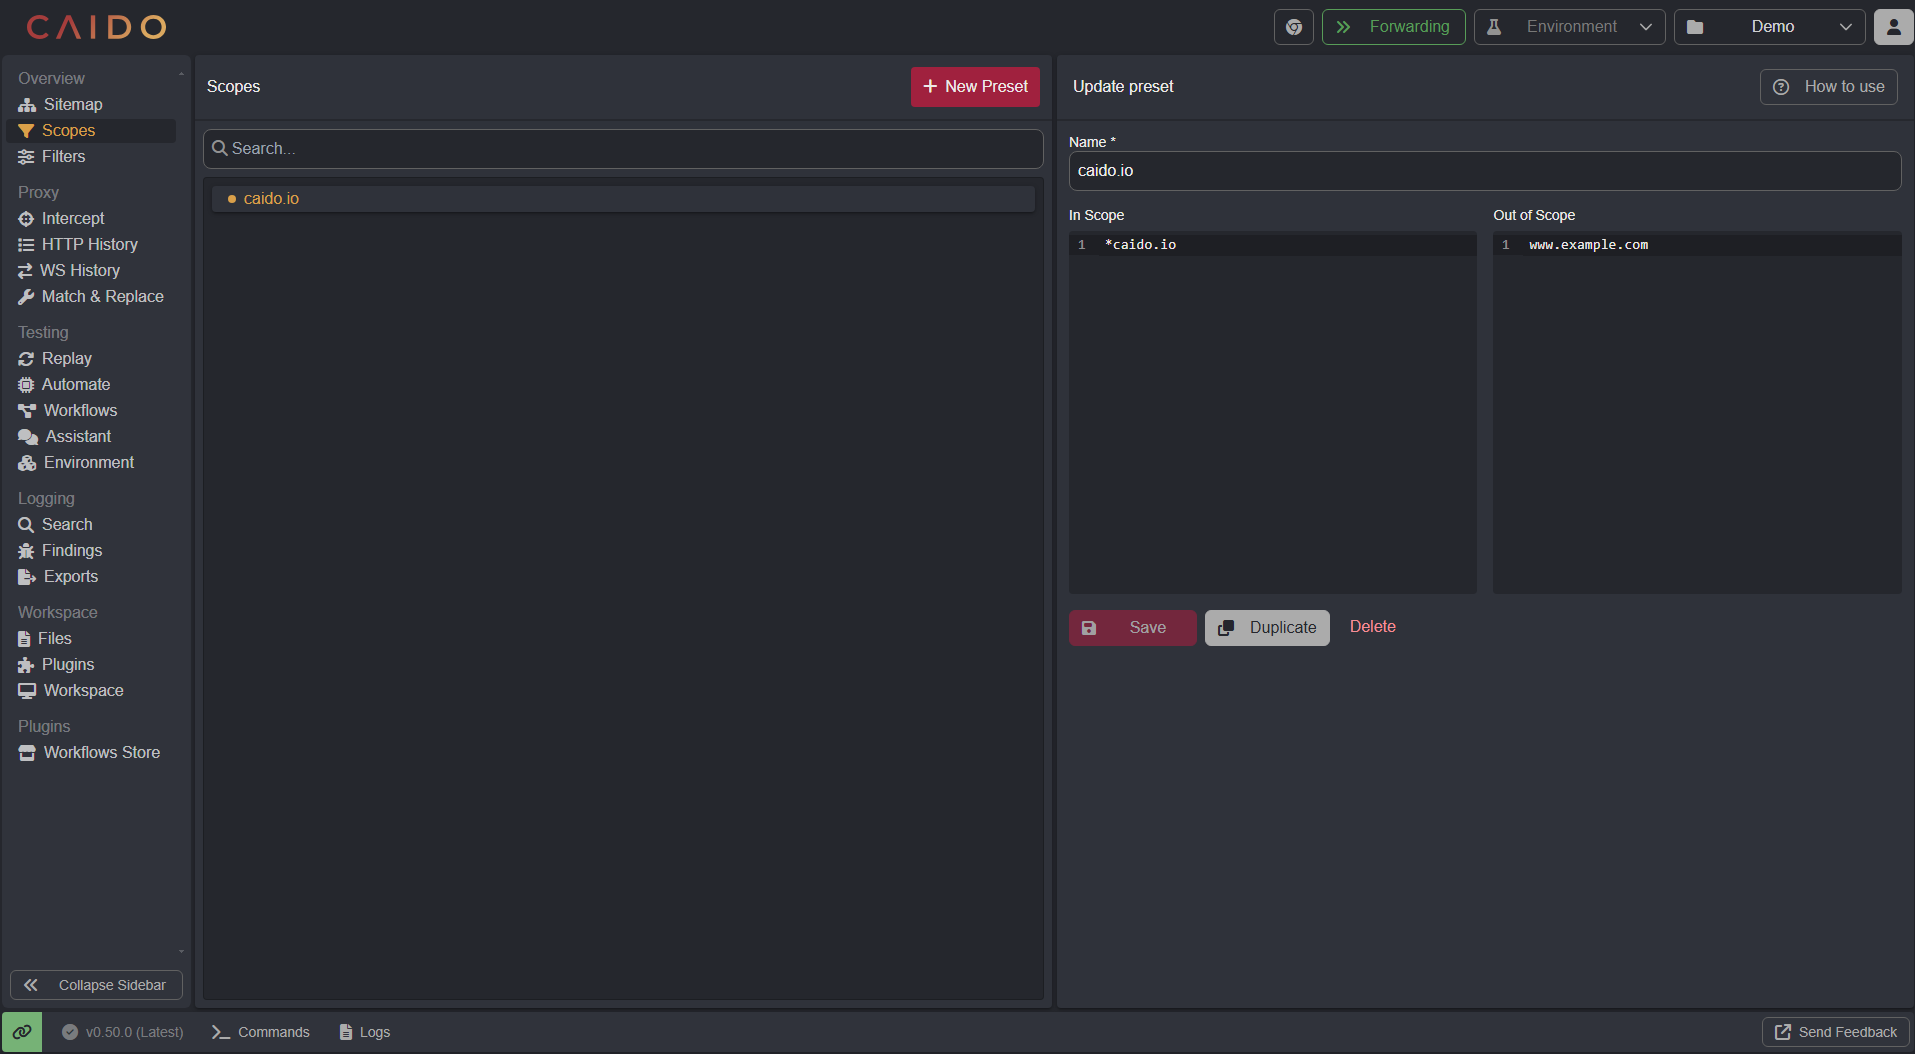 CAIDO
Forwarding
Environment
Demo
Overview
Sitemap
Scopes
Filters
Proxy
Intercept
HTTP History
WS History
Match & Replace
Testing
Replay
Automate
Workflows
Assistant
Environment
Logging
Search
Findings
Exports
Workspace
Files
Plugins
Workspace
Plugins
Workflows Store
Collapse Sidebar
Scopes
+ New Preset
Search...
caido.io
Update preset
How to use
Name *
caido.io
In Scope
1 *caido.io
Out of Scope
1 www.example.com
Save
Duplicate
Delete
v0.50.0 (Latest)
Commands
Logs
Send Feedback